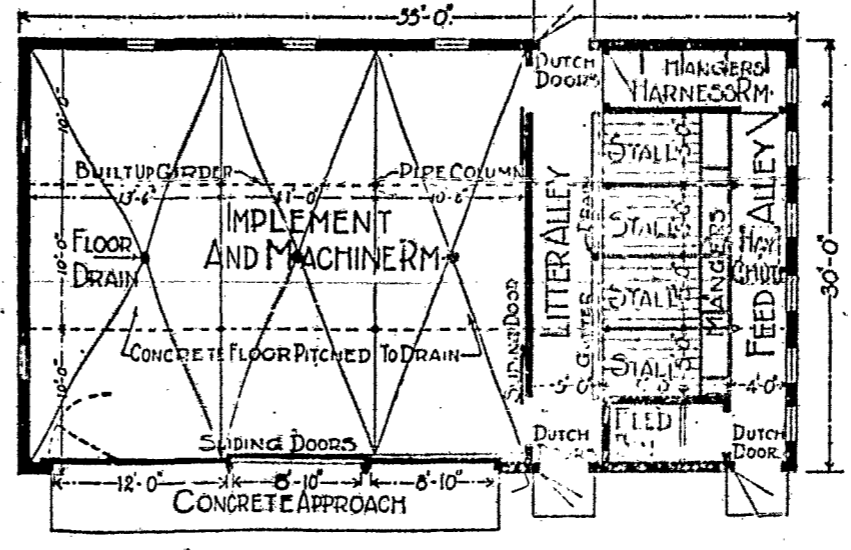 55'-0"
DUTCH
DOORS
HANGERS
HARNESS RM.
10'-0"
BUILT UP GIRDER
PIPE COLUMN
13'-6"
11'-0"
10'-6"
IMPLEMENT
AND MACHINE RM
FLOOR
DRAIN
10'-0"
CONCRETE FLOOR PITCHED TO DRAIN
10'-0"
SLIDING DOOR
LITTER ALLEY
GUTTER DRAIN
STALL
STALL
STALL
STALL
5'-0"
MANGERS
FEED ALLEY
HAY
CHUTE
30'-0"
5'-0"
4'-0"
SLIDING DOORS
DUTCH
FEED
DUTCH
DOOR
12'-0"
8'-10"
8'-10"
CONCRETE APPROACH